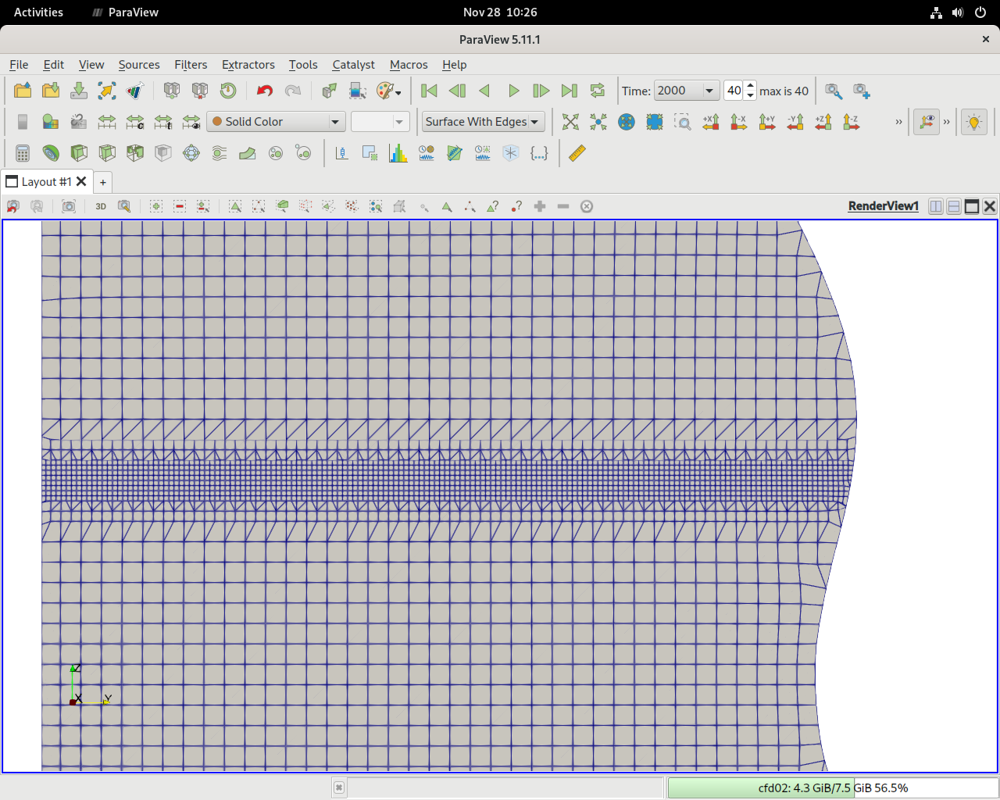 Activities ParaView Nov 28 10:26
ParaView 5.11.1
File Edit View Sources Filters Extractors Tools Catalyst Macros Help
Time: 2000 40 max is 40
Solid Color Surface With Edges +X -X +Y -Y +Z -Z
Layout #1 +
3D RenderView1
Z
X Y
cfd02: 4.3 GiB/7.5 GiB 56.5%